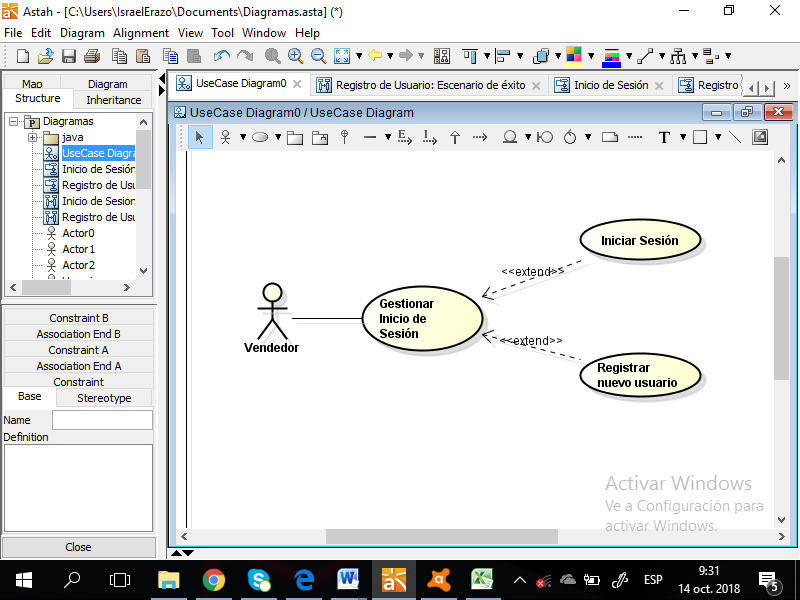 Astah - [C:\Users\IsraelErazo\Documents\Diagramas.asta] (*)
File Edit Diagram Alignment View Tool Window Help
Map Diagram
Structure Inheritance
Diagramas
java
UseCase Diagra
Inicio de Sesión
Registro de Usu
Inicio de Sesion
Registro de Usu
Actor0
Actor1
Actor2
Constraint B
Association End B
Constraint A
Association End A
Constraint
Base Stereotype
Name
Definition
Close
UseCase Diagram0 Registro de Usuario: Escenario de éxito Inicio de Sesión Registro
UseCase Diagram0 / UseCase Diagram
E 1 T
Iniciar Sesión
<<extend>>
Gestionar
Inicio de
Sesión
Vendedor
<<extend>>
Registrar
nuevo usuario
Activar Windows
Ve a Configuración para
activar Windows.
ESP
9:31
14 oct. 2018
5